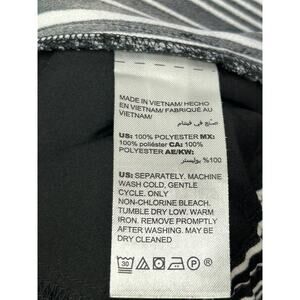 MADE IN VIETNAM/ HECHO
EN VIETNAM/ FABRIQUÉ AU
VIETNAM/
صنع في فيتنام
US: 100% POLYESTER MX:
100% poliéster CA: 100%
POLYESTER AE/KW:
100% بوليستر
US: SEPARATELY. MACHINE
WASH COLD, GENTLE
CYCLE. ONLY
NON-CHLORINE BLEACH.
TUMBLE DRY LOW. WARM
IRON. REMOVE PROMPTLY
AFTER WASHING. MAY BE
DRY CLEANED
30 P